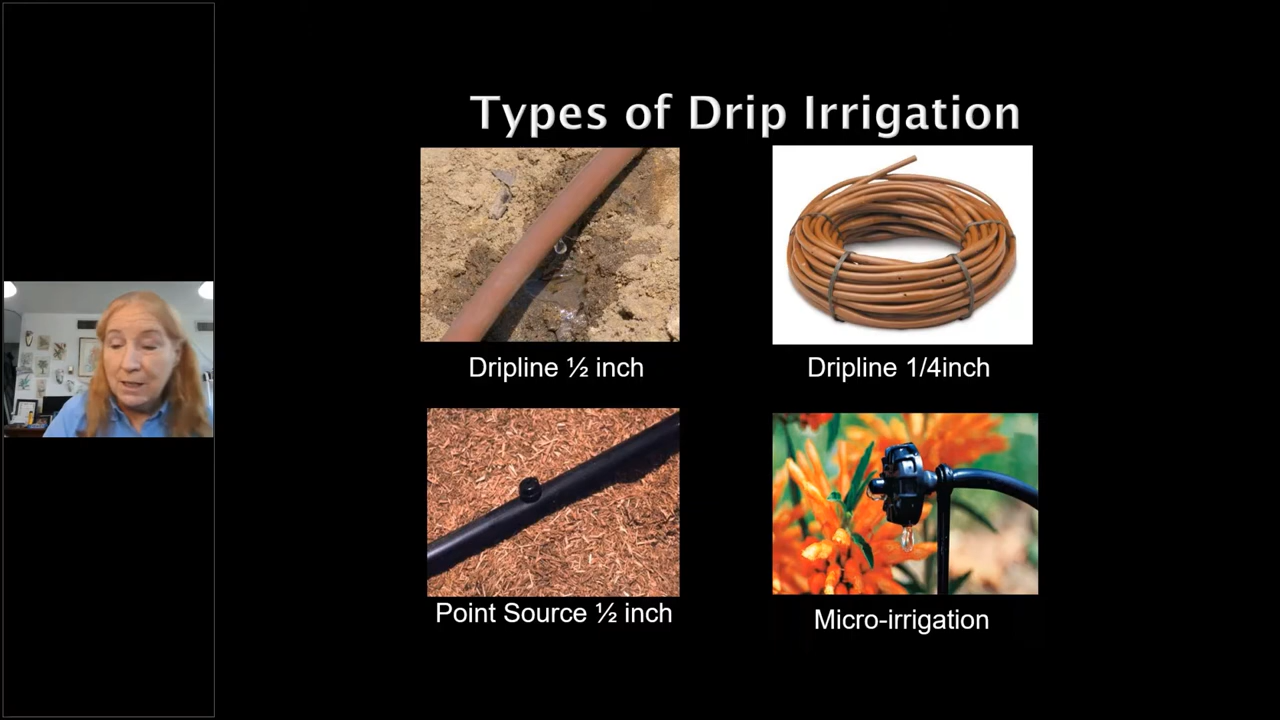 Types of Drip Irrigation
Dripline ½ inch
Dripline 1/4inch
Point Source ½ inch
Micro-irrigation